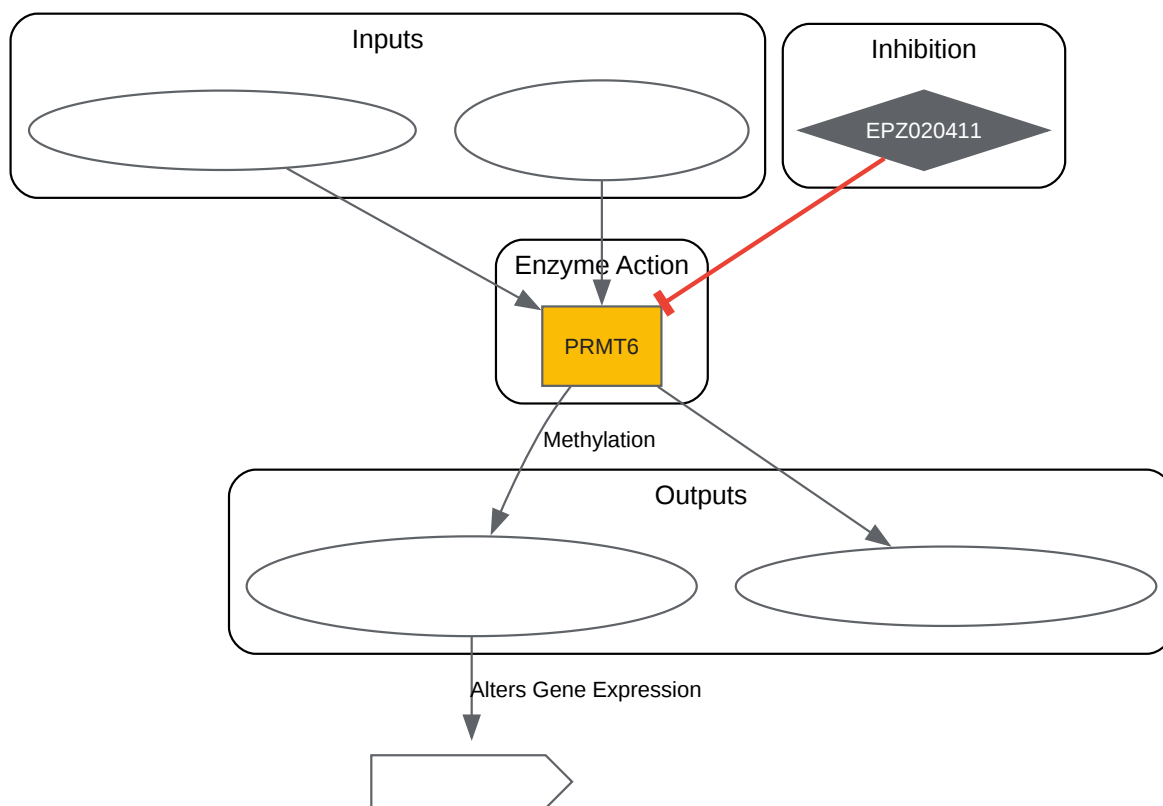 Inputs
Inhibition
EPZ020411
Enzyme Action
PRMT6
Methylation
Outputs
Alters Gene Expression